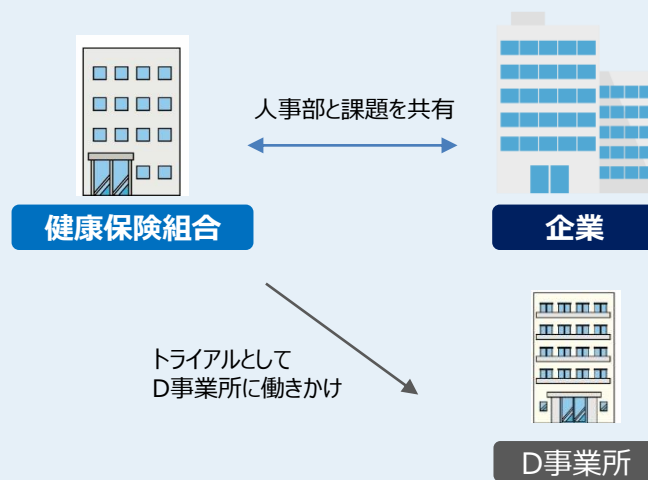 人事部と課題を共有
健康保険組合
企業
トライアルとして
D事業所に働きかけ
D事業所